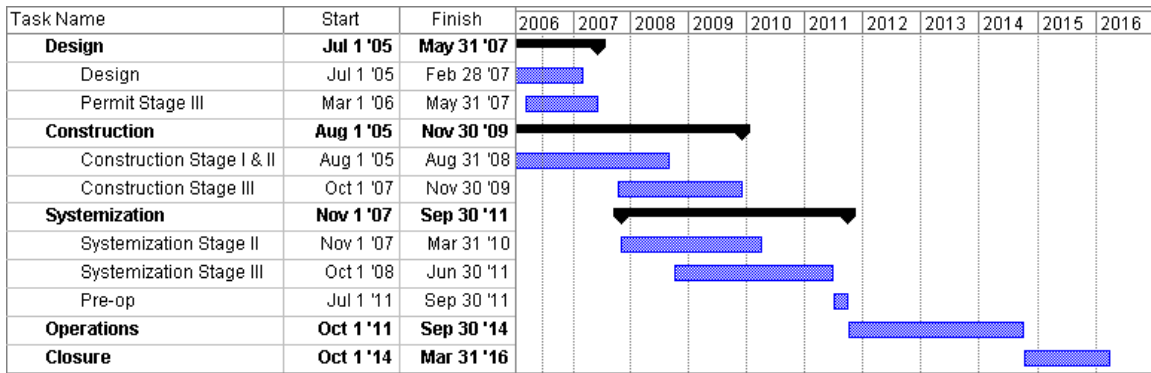 Task Name Start Finish 2006 2007 2008 2009 2010 2011 2012 2013 2014 2015 2016
Design Jul 1 '05 May 31 '07
Design Jul 1 '05 Feb 28 '07
Permit Stage III Mar 1 '06 May 31 '07
Construction Aug 1 '05 Nov 30 '09
Construction Stage I & II Aug 1 '05 Aug 31 '08
Construction Stage III Oct 1 '07 Nov 30 '09
Systemization Nov 1 '07 Sep 30 '11
Systemization Stage II Nov 1 '07 Mar 31 '10
Systemization Stage III Oct 1 '08 Jun 30 '11
Pre-op Jul 1 '11 Sep 30 '11
Operations Oct 1 '11 Sep 30 '14
Closure Oct 1 '14 Mar 31 '16